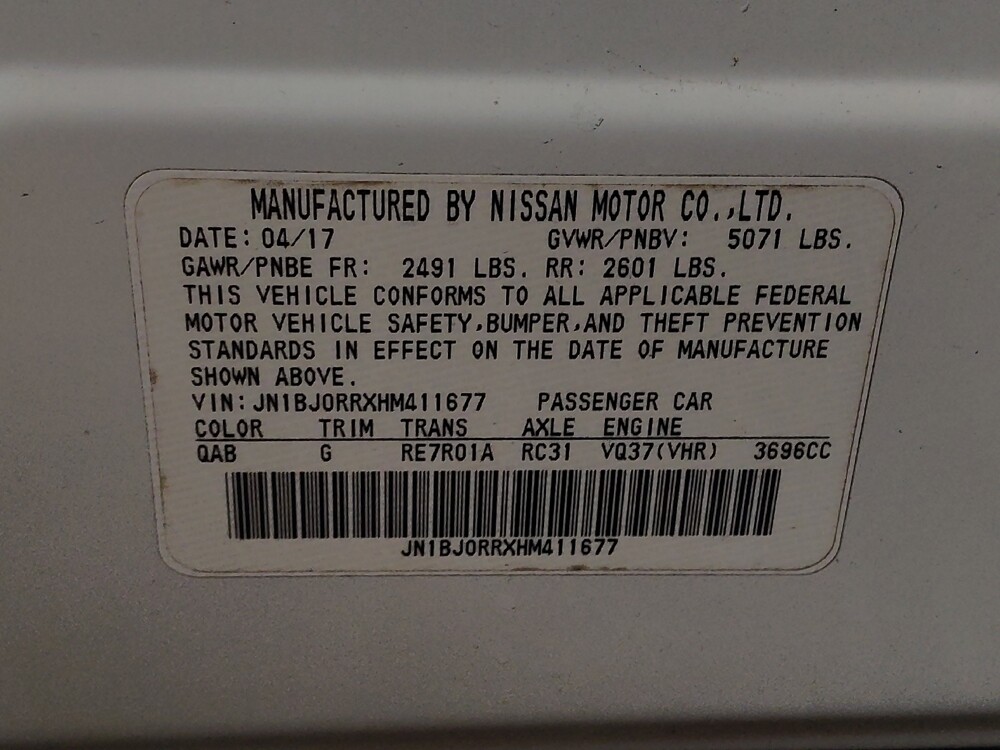 MANUFACTURED BY NISSAN MOTOR CO.,LTD.
DATE: 04/17 GVWR/PNBV: 5071 LBS.
GAWR/PNBE FR: 2491 LBS. RR: 2601 LBS.
THIS VEHICLE CONFORMS TO ALL APPLICABLE FEDERAL
MOTOR VEHICLE SAFETY,BUMPER,AND THEFT PREVENTION
STANDARDS IN EFFECT ON THE DATE OF MANUFACTURE
SHOWN ABOVE.
VIN: JN1BJ0RRXHM411677 PASSENGER CAR
COLOR TRIM TRANS AXLE ENGINE
QAB G RE7R01A RC31 VQ37(VHR) 3696CC
JN1BJ0RRXHM411677